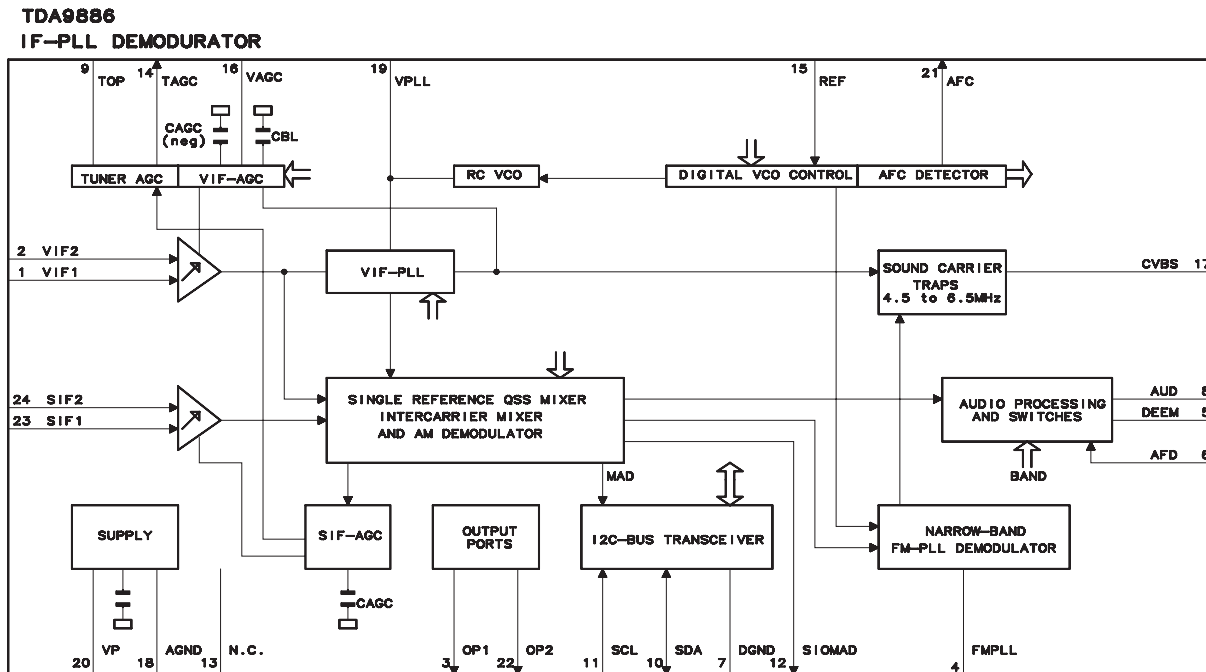 TDA9886
IF-PLL DEMODURATOR
9 TOP
14 TAGC
16 VAGC
19 VPLL
15 REF
21 AFC
CAGC
(neg)
CBL
TUNER AGC
VIF-AGC
RC VCO
DIGITAL VCO CONTROL
AFC DETECTOR
2 VIF2
1 VIF1
VIF-PLL
SOUND CARRIER
TRAPS
4.5 to 6.5MHz
CVBS 17
24 SIF2
23 SIF1
SINGLE REFERENCE QSS MIXER
INTERCARRIER MIXER
AND AM DEMODULATOR
AUDIO PROCESSING
AND SWITCHES
AUD 8
DEEM 5
AFD 6
MAD
BAND
SUPPLY
SIF-AGC
OUTPUT
PORTS
I2C-BUS TRANSCEIVER
NARROW-BAND
FM-PLL DEMODULATOR
CAGC
20 VP
18 AGND
13 N.C.
3 OP1
22 OP2
11 SCL
10 SDA
7 DGND
12 SIOMAD
4 FMPLL